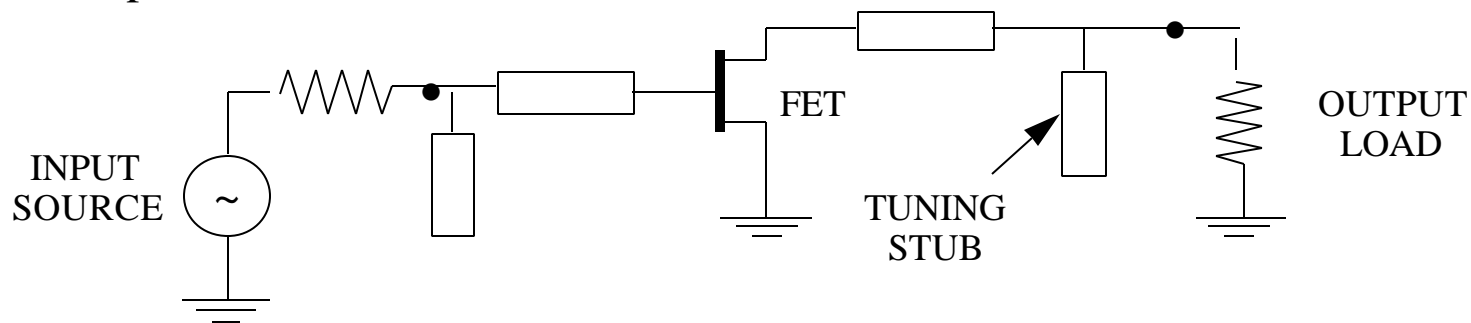 FET
OUTPUT
LOAD
INPUT
SOURCE
~
TUNING
STUB